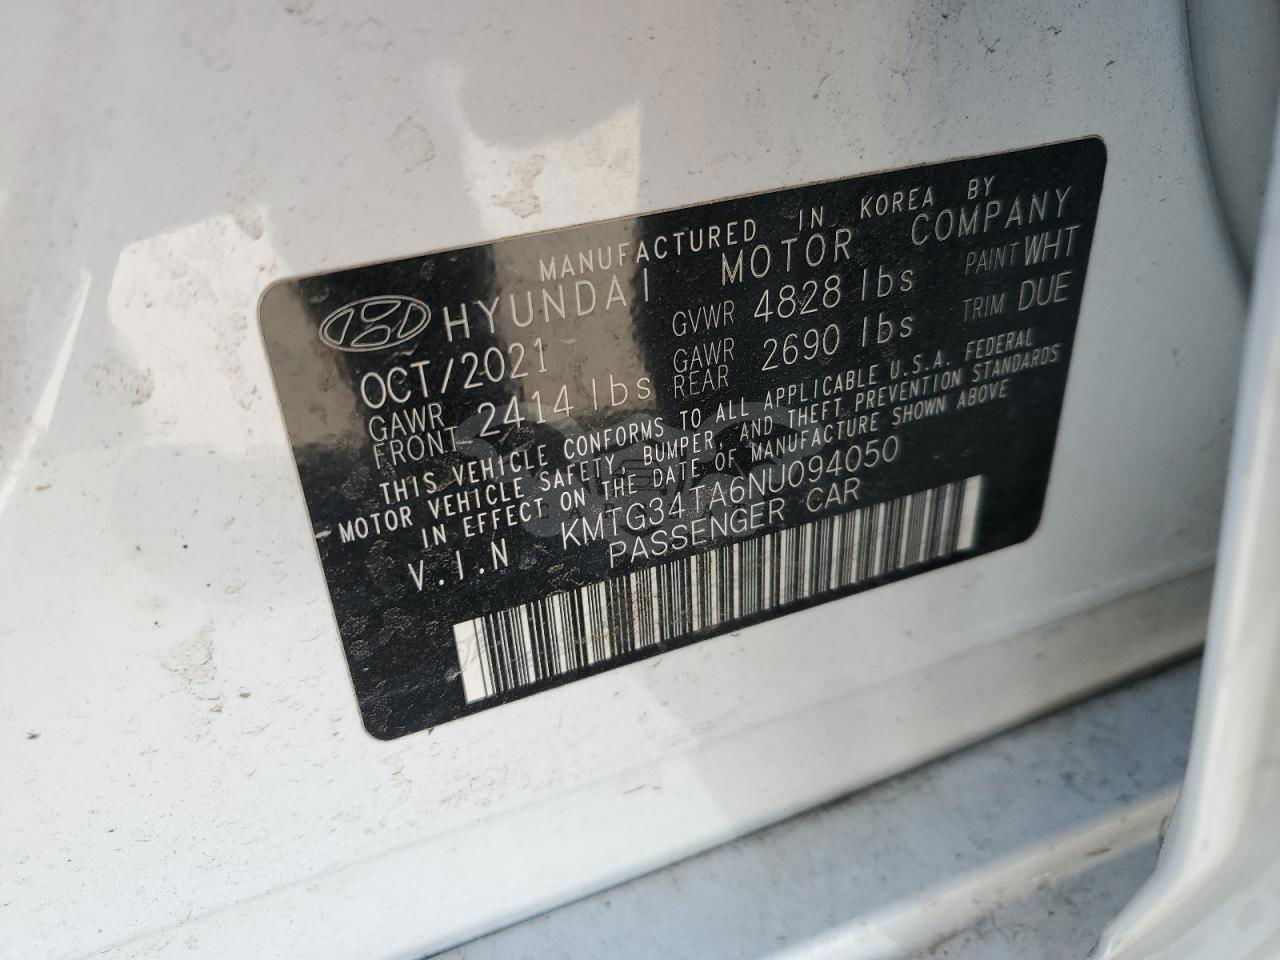 MANUFACTURED IN KOREA BY
HYUNDAI MOTOR COMPANY
OCT/2021 GVWR 4828 lbs PAINT WHT
GAWR FRONT 2414 lbs GAWR REAR 2690 lbs TRIM DUE
THIS VEHICLE CONFORMS TO ALL APPLICABLE U.S.A. FEDERAL
MOTOR VEHICLE SAFETY, BUMPER, AND THEFT PREVENTION STANDARDS
IN EFFECT ON THE DATE OF MANUFACTURE SHOWN ABOVE
V.I.N KMTG34TA6NU094050
PASSENGER CAR